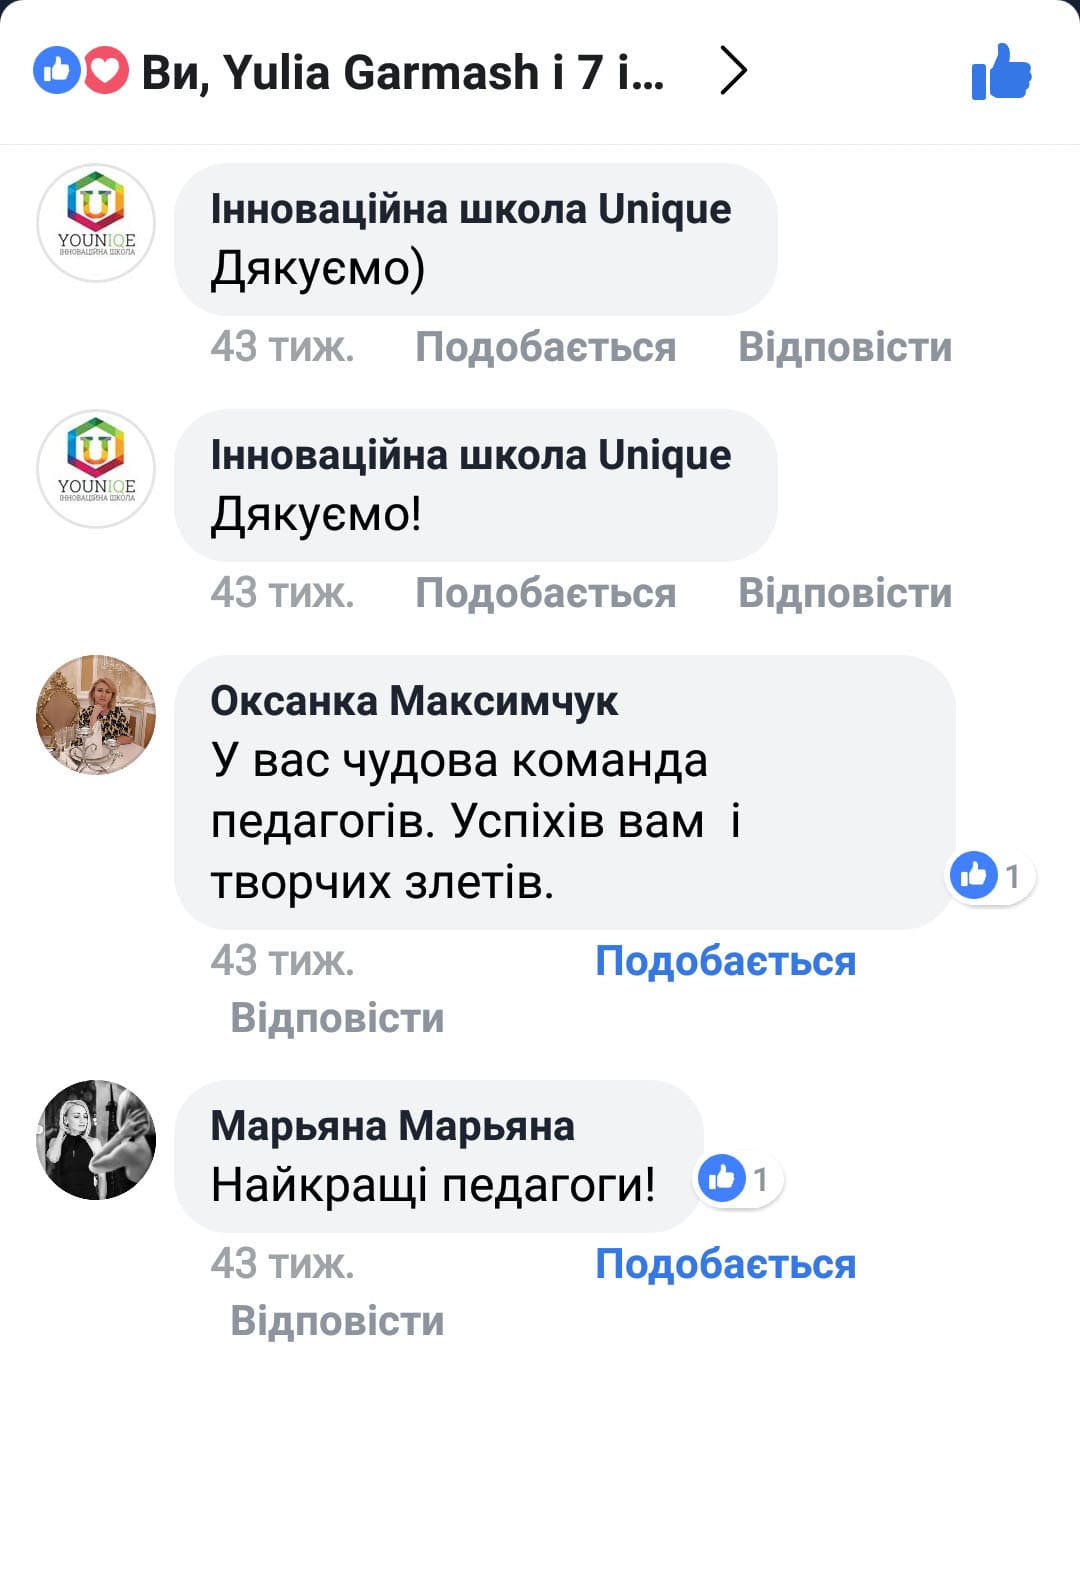 Ви, Yulia Garmash і 7 і...
YOUNIQE
ІННОВАЦІЙНА ШКОЛА
Інноваційна школа Unique
Дякуємо)
43 тиж. Подобається Відповісти
YOUNIQE
ІННОВАЦІЙНА ШКОЛА
Інноваційна школа Unique
Дякуємо!
43 тиж. Подобається Відповісти
Оксанка Максимчук
У вас чудова команда
педагогів. Успіхів вам і
творчих злетів.
1
43 тиж. Подобається
Відповісти
Марьяна Марьяна
Найкращі педагоги!
1
43 тиж. Подобається
Відповісти